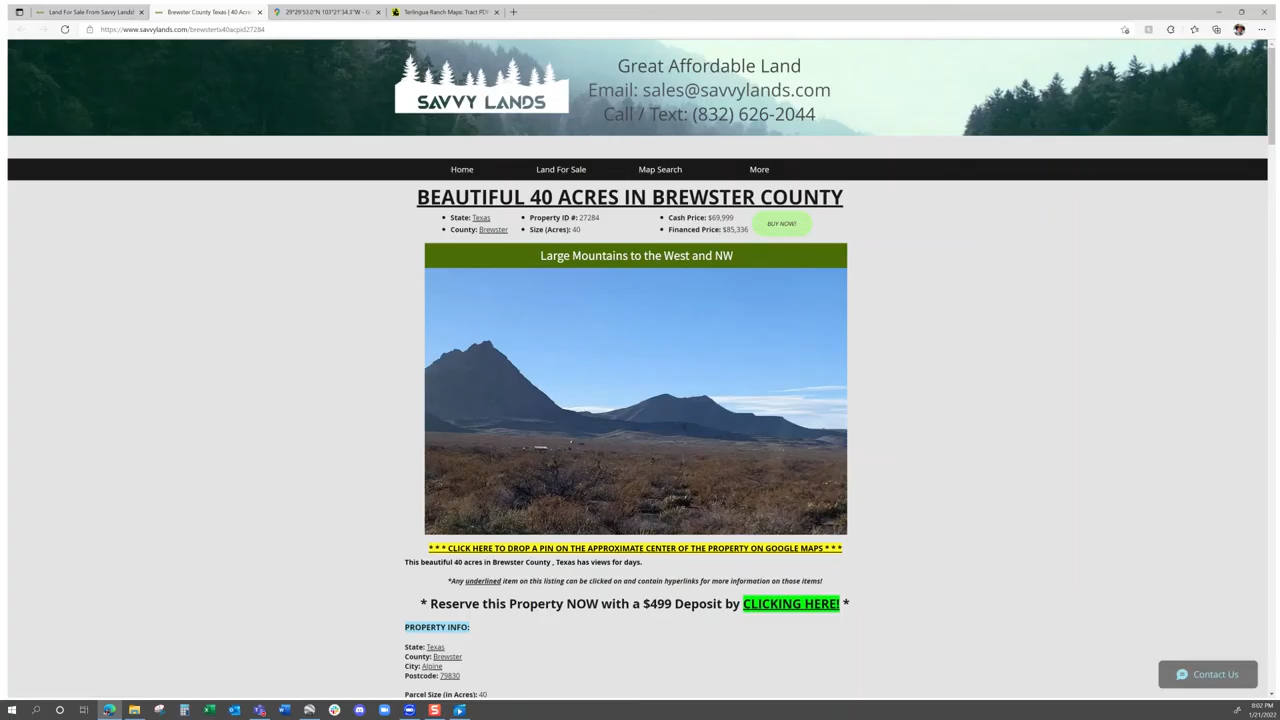 Land For Sale From Savvy Lands!
Brewster County Texas | 40 Acre
29°29'53.0"N 103°21'34.3"W - G
Terlingua Ranch Maps: Tract PDF
https://www.savvylands.com/brewstertx40acpid27284
SAVVY LANDS
Great Affordable Land
Email: sales@savvylands.com
Call / Text: (832) 626-2044
Home Land For Sale Map Search More
BEAUTIFUL 40 ACRES IN BREWSTER COUNTY
State: Texas Property ID #: 27284 Cash Price: $69,999
County: Brewster Size (Acres): 40 Financed Price: $85,336
BUY NOW!
Large Mountains to the West and NW
* * * CLICK HERE TO DROP A PIN ON THE APPROXIMATE CENTER OF THE PROPERTY ON GOOGLE MAPS * * *
This beautiful 40 acres in Brewster County , Texas has views for days.
*Any underlined item on this listing can be clicked on and contain hyperlinks for more information on those items!
* Reserve this Property NOW with a $499 Deposit by CLICKING HERE! *
PROPERTY INFO:
State: Texas
County: Brewster
City: Alpine
Postcode: 79830
Parcel Size (in Acres): 40
Contact Us
8:02 PM
1/21/2022